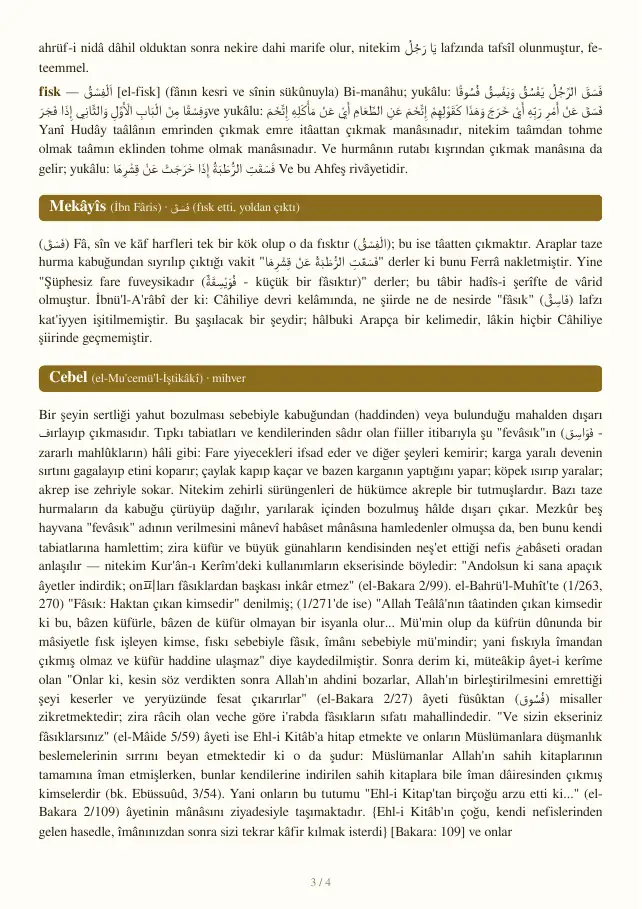 ahrüf-i nidâ dâhil olduktan sonra nekire dahi marife olur, nitekim يَا رَجُلُ lafzında tafsîl olunmuştur, fe-
teemmel.
fisk — اَلْفِسْقُ [el-fisk] (fânın kesri ve sînin sükûnuyla) Bi-manâhu; yukâlu: فَسَقَ الرَّجُلُ يَفْسُقُ وَيَفْسِقُ فُسُوقًا
وَفِسْقًا مِنْ الْبَابِ الْأَوَّلِ وَالثَّانِي إِذَا فَجَرَ ve yukâlu: فَسَقَ عَنْ أَمْرِ رَبِّهِ أَيْ خَرَجَ وَهَذَا كَقَوْلِهِمْ إِتَّخَمَ عَنِ الطَّعَامِ أَيْ عَنْ مَأْكَلِهِ إِتَّخَمَ
Yanî Hudây taâlânın emrinden çıkmak emre itâattan çıkmak manâsınadır, nitekim taâmdan tohme
olmak taâmın eklinden tohme olmak manâsınadır. Ve hurmânın rutabı kışrından çıkmak manâsına da
gelir; yukâlu: فَسَقَتِ الرُّطَبَةُ إِذَا خَرَجَتْ عَنْ قِشْرِهَا Ve bu Ahfeş rivâyetidir.
Mekâyîs (İbn Fâris) · فَسَقَ (fısk etti, yoldan çıktı)
(فَسَقَ) Fâ, sîn ve kāf harfleri tek bir kök olup o da fısktır (اَلْفِسْقُ); bu ise tâatten çıkmaktır. Araplar taze
hurma kabuğundan sıyrılıp çıktığı vakit "فَسَقَتِ الرُّطَبَةُ عَنْ قِشْرِهَا" derler ki bunu Ferrâ nakletmiştir. Yine
"Şüphesiz fare fuveysikadır (فُوَيْسِقَةٌ - küçük bir fâsıktır)" derler; bu tâbir hadîs-i şerîfte de vârid
olmuştur. İbnü'l-A'râbî der ki: Câhiliye devri kelâmında, ne şiirde ne de nesirde "fâsık" (فَاسِقٌ) lafzı
kat'iyyen işitilmemiştir. Bu şaşılacak bir şeydir; hâlbuki Arapça bir kelimedir, lâkin hiçbir Câhiliye
şiirinde geçmemiştir.
Cebel (el-Mu'cemü'l-İştikâkî) · mihver
Bir şeyin sertliği yahut bozulması sebebiyle kabuğundan (haddinden) veya bulunduğu mahalden dışarı
فırlayıp çıkmasıdır. Tıpkı tabiatları ve kendilerinden sâdır olan fiiller itibarıyla şu "fevâsık"ın (فَوَاسِق -
zararlı mahlûkların) hâli gibi: Fare yiyecekleri ifsad eder ve diğer şeyleri kemirir; karga yaralı devenin
sırtını gagalayıp etini koparır; çaylak kapıp kaçar ve bazen karganın yaptığını yapar; köpek ısırıp yaralar;
akrep ise zehriyle sokar. Nitekim zehirli sürüngenleri de hükümce akreple bir tutmuşlardır. Bazı taze
hurmaların da kabuğu çürüyüp dağılır, yarılarak içinden bozulmuş hâlde dışarı çıkar. Mezkûr beş
hayvana "fevâsık" adının verilmesini mânevî habâset mânâsına hamledenler olmuşsa da, ben bunu kendi
tabiatlarına hamlettim; zira küfür ve büyük günahların kendisinden neş'et ettiği nefis خabâseti oradan
anlaşılır — nitekim Kur'ân-ı Kerîm'deki kullanımların ekserisinde böyledir: "Andolsun ki sana apaçık
âyetler indirdik; on피ları fâsıklardan başkası inkâr etmez" (el-Bakara 2/99). el-Bahrü'l-Muhît'te (1/263,
270) "Fâsık: Haktan çıkan kimsedir" denilmiş; (1/271'de ise) "Allah Teâlâ'nın tâatinden çıkan kimsedir
ki bu, bâzen küfürle, bâzen de küfür olmayan bir isyanla olur... Mü'min olup da küfrün dûnunda bir
mâsiyetle fısk işleyen kimse, fıskı sebebiyle fâsık, îmânı sebebiyle mü'mindir; yani fıskıyla îmandan
çıkmış olmaz ve küfür haddine ulaşmaz" diye kaydedilmiştir. Sonra derim ki, müteâkip âyet-i kerîme
olan "Onlar ki, kesin söz verdikten sonra Allah'ın ahdini bozarlar, Allah'ın birleştirilmesini emrettiği
şeyi keserler ve yeryüzünde fesat çıkarırlar" (el-Bakara 2/27) âyeti füsûktan (فُسُوق) misaller
zikretmektedir; zira râcih olan veche göre i'rabda fâsıkların sıfatı mahallindedir. "Ve sizin ekseriniz
fâsıklarsınız" (el-Mâide 5/59) âyeti ise Ehl-i Kitâb'a hitap etmekte ve onların Müslümanlara düşmanlık
beslemelerinin sırrını beyan etmektedir ki o da şudur: Müslümanlar Allah'ın sahih kitaplarının
tamamına îman etmişlerken, bunlar kendilerine indirilen sahih kitaplara bile îman dâiresinden çıkmış
kimselerdir (bk. Ebüssuûd, 3/54). Yani onların bu tutumu "Ehl-i Kitap'tan birçoğu arzu etti ki..." (el-
Bakara 2/109) âyetinin mânâsını ziyadesiyle taşımaktadır. {Ehl-i Kitâb'ın çoğu, kendi nefislerinden
gelen hasedle, îmânınızdan sonra sizi tekrar kâfir kılmak isterdi} [Bakara: 109] ve onlar
3 / 4